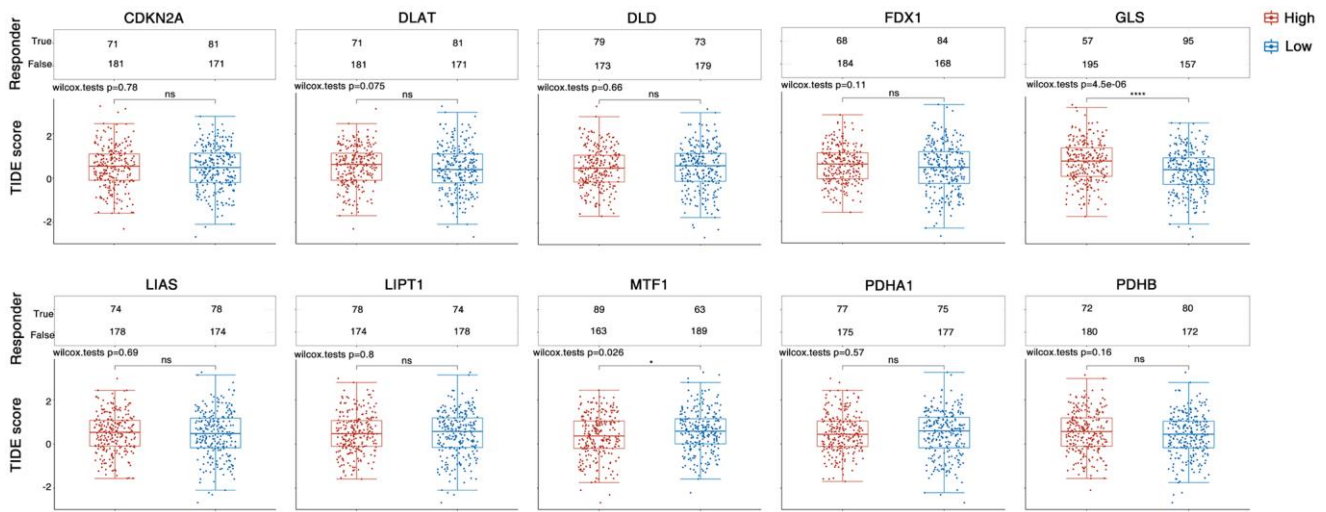 CDKN2A DLAT DLD FDX1 GLS
High
Low
Responder
True 71 81 71 81 79 73 68 84 57 95
False 181 171 181 171 173 179 184 168 195 157
wilcox.tests p=0.78 wilcox.tests p=0.075 wilcox.tests p=0.66 wilcox.tests p=0.11 wilcox.tests p=4.5e-06
ns ns ns ns ****
TIDE score
2
0
-2
LIAS LIPT1 MTF1 PDHA1 PDHB
Responder
True 74 78 78 74 89 63 77 75 72 80
False 178 174 174 178 163 189 175 177 180 172
wilcox.tests p=0.69 wilcox.tests p=0.8 wilcox.tests p=0.026 wilcox.tests p=0.57 wilcox.tests p=0.16
ns ns * ns ns
TIDE score
2
0
-2